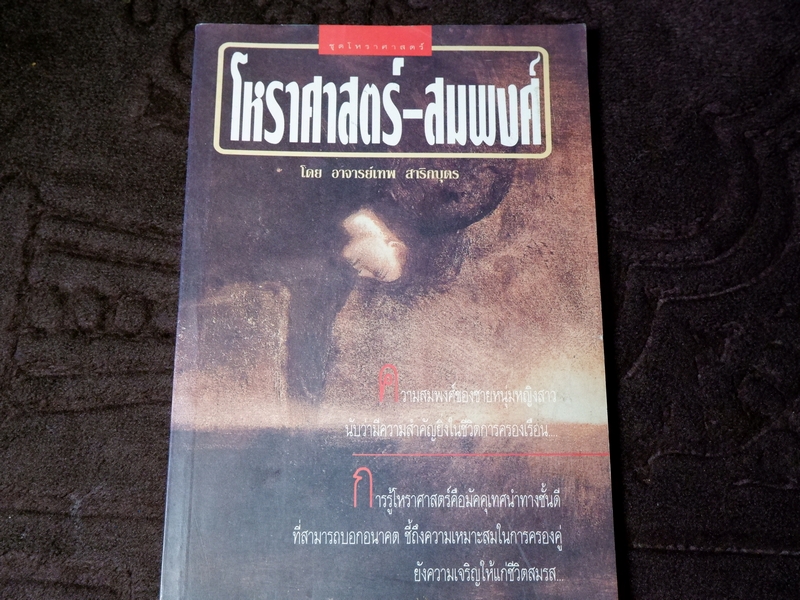 ชุดโหราศาสตร์
โหราศาสตร์-สมพงศ์
โดย อาจารย์เทพ สาริกบุตร
ความสมพงศ์ของชายหนุ่มหญิงสาว
นับว่ามีความสำคัญยิ่งในชีวิตการครองเรือน....
การรู้โหราศาสตร์คือมัคคุเทศน์นำทางชั้นดี
ที่สามารถบอกอนาคต ชี้ถึงความเหมาะสมในการครองคู่
ยังความเจริญให้แก่ชีวิตสมรส...